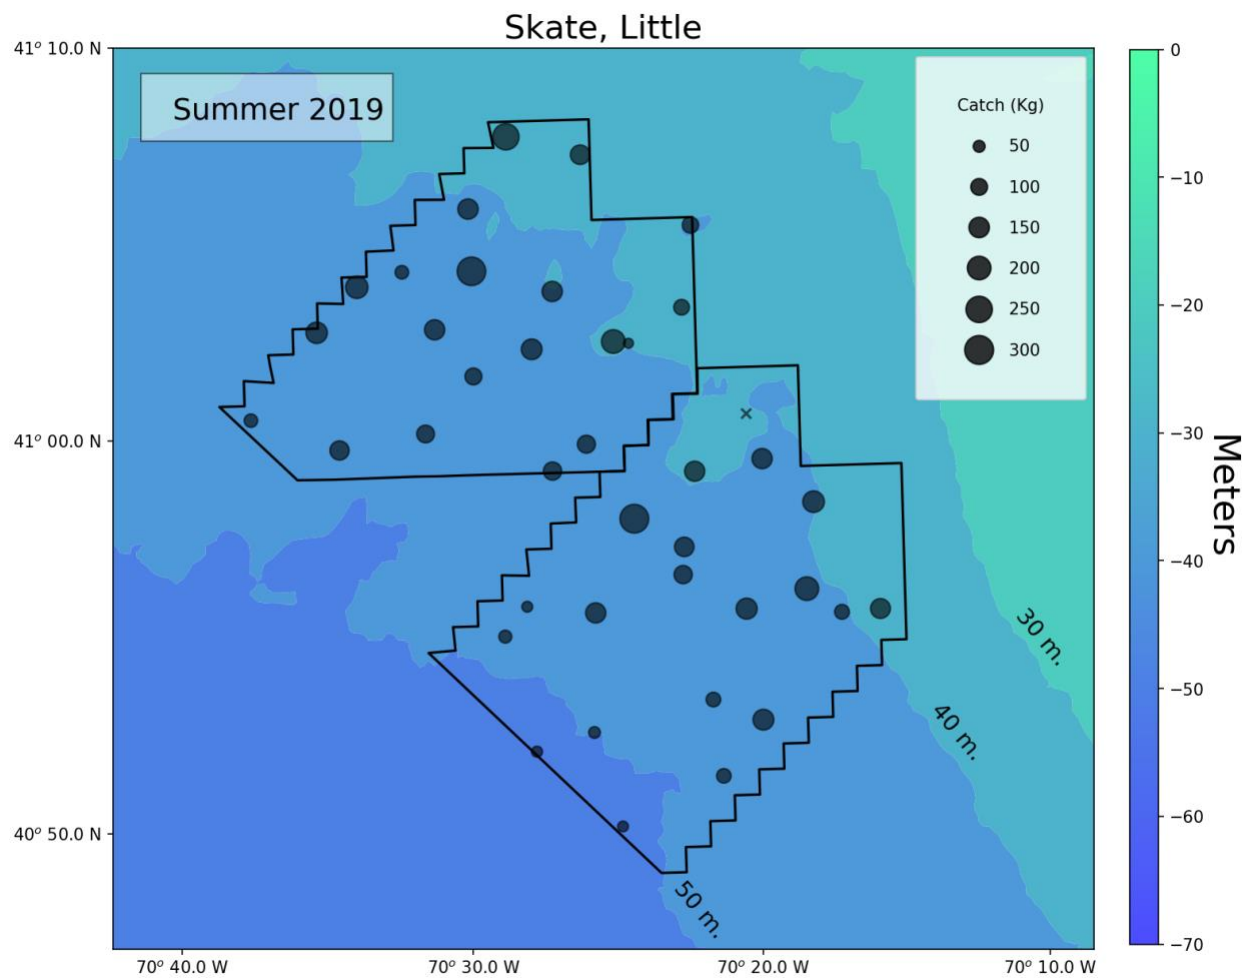 Skate, Little
41° 10.0 N
41° 00.0 N
40° 50.0 N
Summer 2019
Catch (Kg)
50
100
150
200
250
300
30 m.
40 m.
50 m.
70° 40.0 W
70° 30.0 W
70° 20.0 W
70° 10.0 W
0
−10
−20
−30
−40
−50
−60
−70
Meters